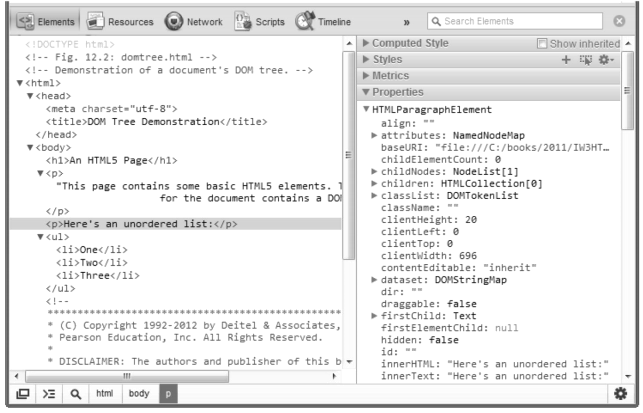 Elements Resources Network Scripts Timeline » Search Elements
<!DOCTYPE html>
<!-- Fig. 12.2: domtree.html -->
<!-- Demonstration of a document's DOM tree. -->
▼<html>
▼<head>
<meta charset="utf-8">
<title>DOM Tree Demonstration</title>
</head>
▼<body>
<h1>An HTML5 Page</h1>
▼<p>
"This page contains some basic HTML5 elements. T
for the document contains a DO
</p>
<p>Here's an unordered list:</p>
▼<ul>
<li>One</li>
<li>Two</li>
<li>Three</li>
</ul>
<!--
****************************************
* (C) Copyright 1992-2012 by Deitel & Associates,
* Pearson Education, Inc. All Rights Reserved.
*
* DISCLAIMER: The authors and publisher of this b
▶ Computed Style Show inherited
▶ Styles
▶ Metrics
▼ Properties
▼ HTMLParagraphElement
align: ""
▶ attributes: NamedNodeMap
baseURI: "file:///C:/books/2011/IW3HT…
childElementCount: 0
▶ childNodes: NodeList[1]
▶ children: HTMLCollection[0]
▶ classList: DOMTokenList
className: ""
clientHeight: 20
clientLeft: 0
clientTop: 0
clientWidth: 696
contentEditable: "inherit"
▶ dataset: DOMStringMap
dir: ""
draggable: false
▶ firstChild: Text
firstElementChild: null
hidden: false
id: ""
innerHTML: "Here's an unordered list:"
innerText: "Here's an unordered list:"
html body p